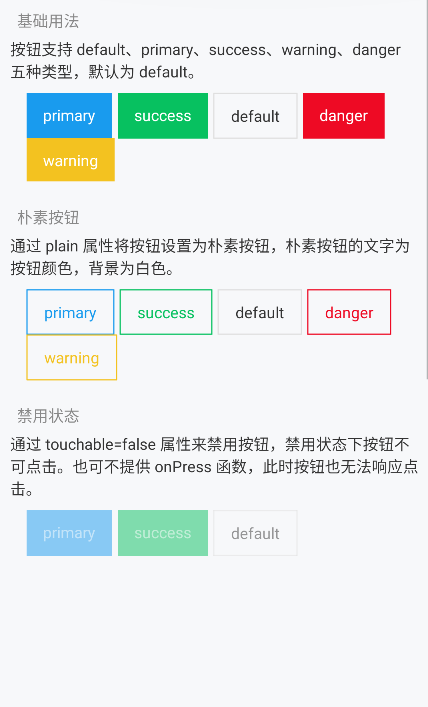 基础用法
按钮支持 default、primary、success、warning、danger
五种类型，默认为 default。
primary success default danger
warning
朴素按钮
通过 plain 属性将按钮设置为朴素按钮，朴素按钮的文字为
按钮颜色，背景为白色。
primary success default danger
warning
禁用状态
通过 touchable=false 属性来禁用按钮，禁用状态下按钮不
可点击。也可不提供 onPress 函数，此时按钮也无法响应点
击。
primary success default